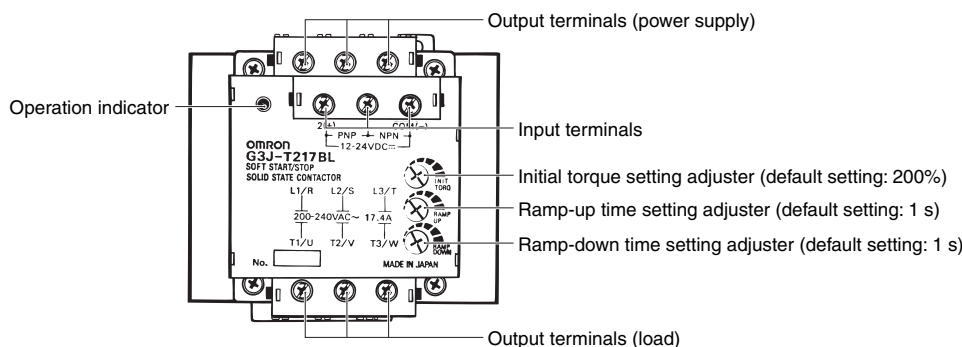 Output terminals (power supply)
Operation indicator
2(+) COM(−)
PNP NPN
12-24VDC
Input terminals
OMRON
G3J-T217BL
SOFT START/STOP
SOLID STATE CONTACTOR
INIT
TORQ
Initial torque setting adjuster (default setting: 200%)
L1/R L2/S L3/T
200-240VAC~ 17.4A
RAMP
UP
Ramp-up time setting adjuster (default setting: 1 s)
T1/U T2/V T3/W
RAMP
DOWN
Ramp-down time setting adjuster (default setting: 1 s)
No. MADE IN JAPAN
Output terminals (load)